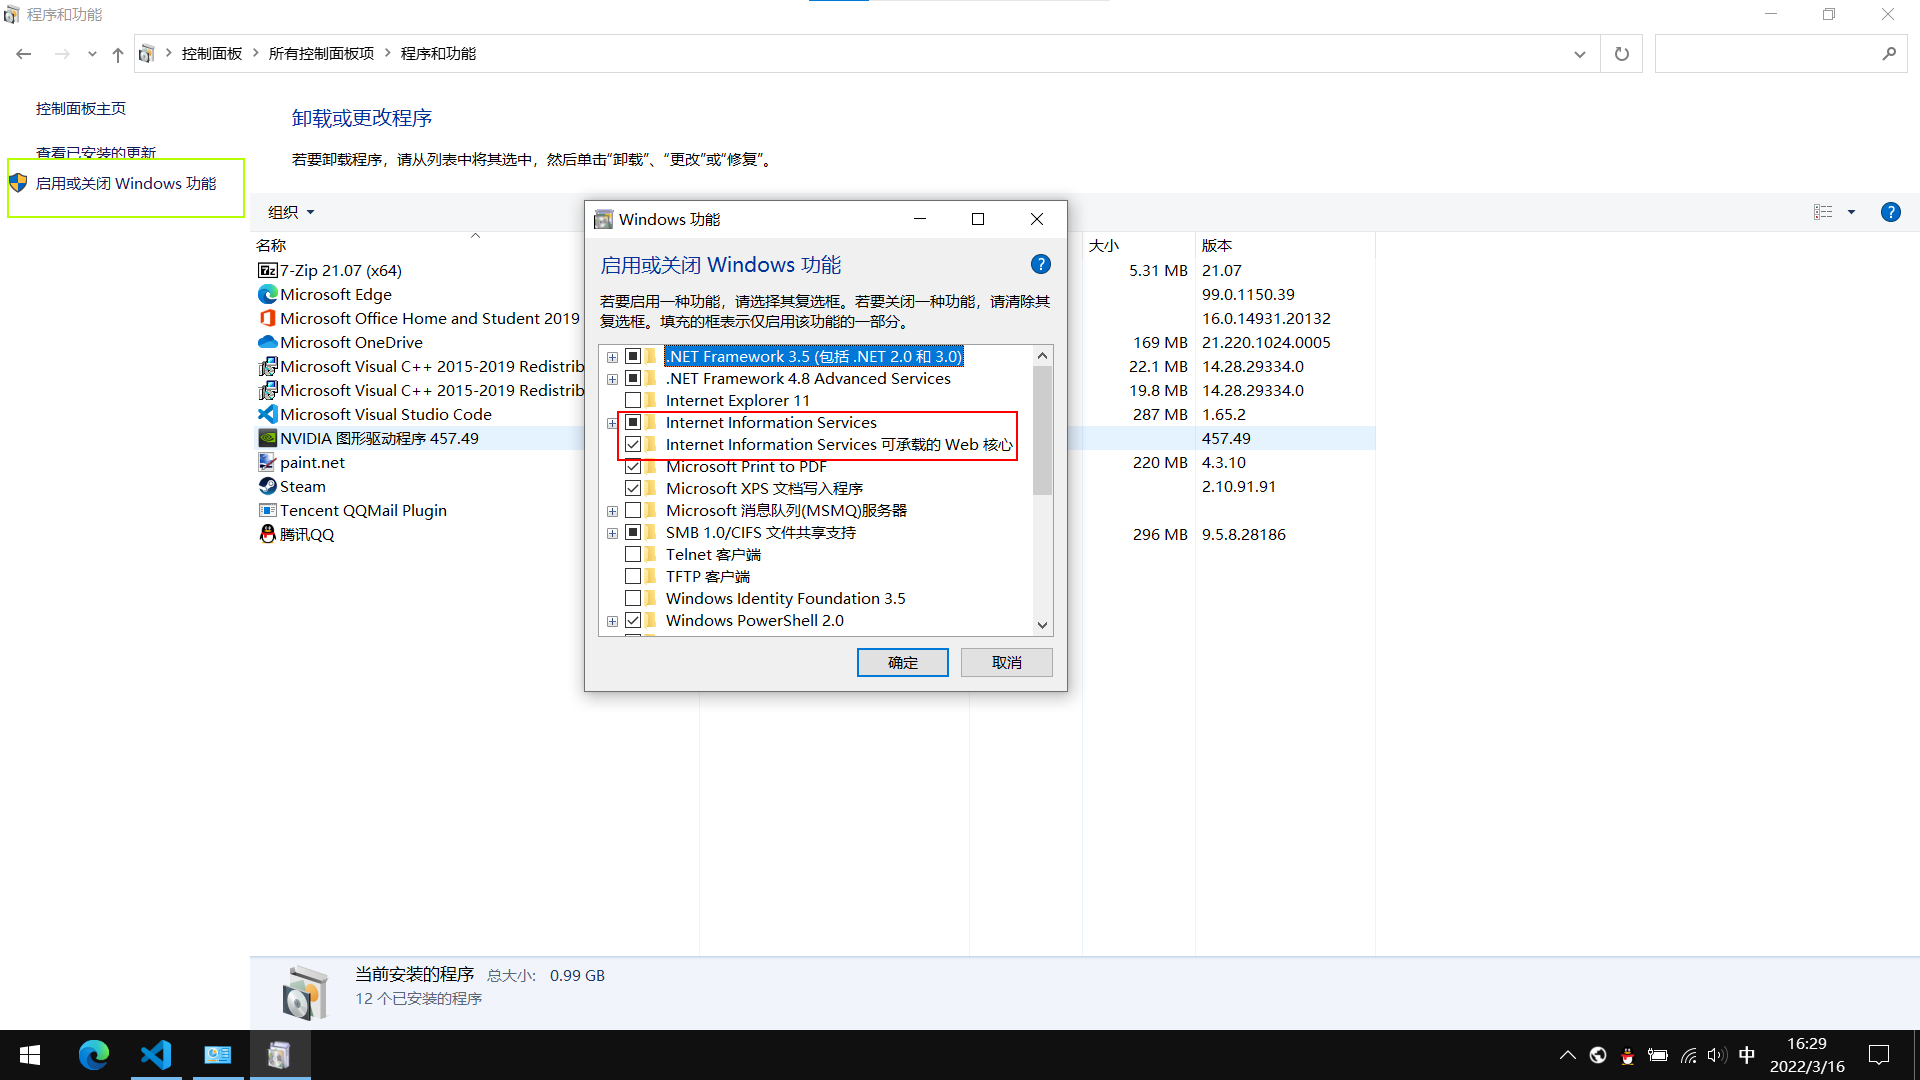 程序和功能
控制面板 所有控制面板项 程序和功能
控制面板主页
查看已安装的更新
启用或关闭 Windows 功能
卸载或更改程序
若要卸载程序，请从列表中将其选中，然后单击“卸载”、“更改”或“修复”。
组织
名称 大小 版本
7-Zip 21.07 (x64) 5.31 MB 21.07
Microsoft Edge 99.0.1150.39
Microsoft Office Home and Student 2019 16.0.14931.20132
Microsoft OneDrive 169 MB 21.220.1024.0005
Microsoft Visual C++ 2015-2019 Redistrib 22.1 MB 14.28.29334.0
Microsoft Visual C++ 2015-2019 Redistrib 19.8 MB 14.28.29334.0
Microsoft Visual Studio Code 287 MB 1.65.2
NVIDIA 图形驱动程序 457.49 457.49
paint.net 220 MB 4.3.10
Steam 2.10.91.91
Tencent QQMail Plugin
腾讯QQ 296 MB 9.5.8.28186
Windows 功能
启用或关闭 Windows 功能
若要启用一种功能，请选择其复选框。若要关闭一种功能，请清除其
复选框。填充的框表示仅启用该功能的一部分。
.NET Framework 3.5 (包括 .NET 2.0 和 3.0)
.NET Framework 4.8 Advanced Services
Internet Explorer 11
Internet Information Services
Internet Information Services 可承载的 Web 核心
Microsoft Print to PDF
Microsoft XPS 文档写入程序
Microsoft 消息队列(MSMQ)服务器
SMB 1.0/CIFS 文件共享支持
Telnet 客户端
TFTP 客户端
Windows Identity Foundation 3.5
Windows PowerShell 2.0
确定 取消
当前安装的程序 总大小: 0.99 GB
12 个已安装的程序
中
16:29
2022/3/16